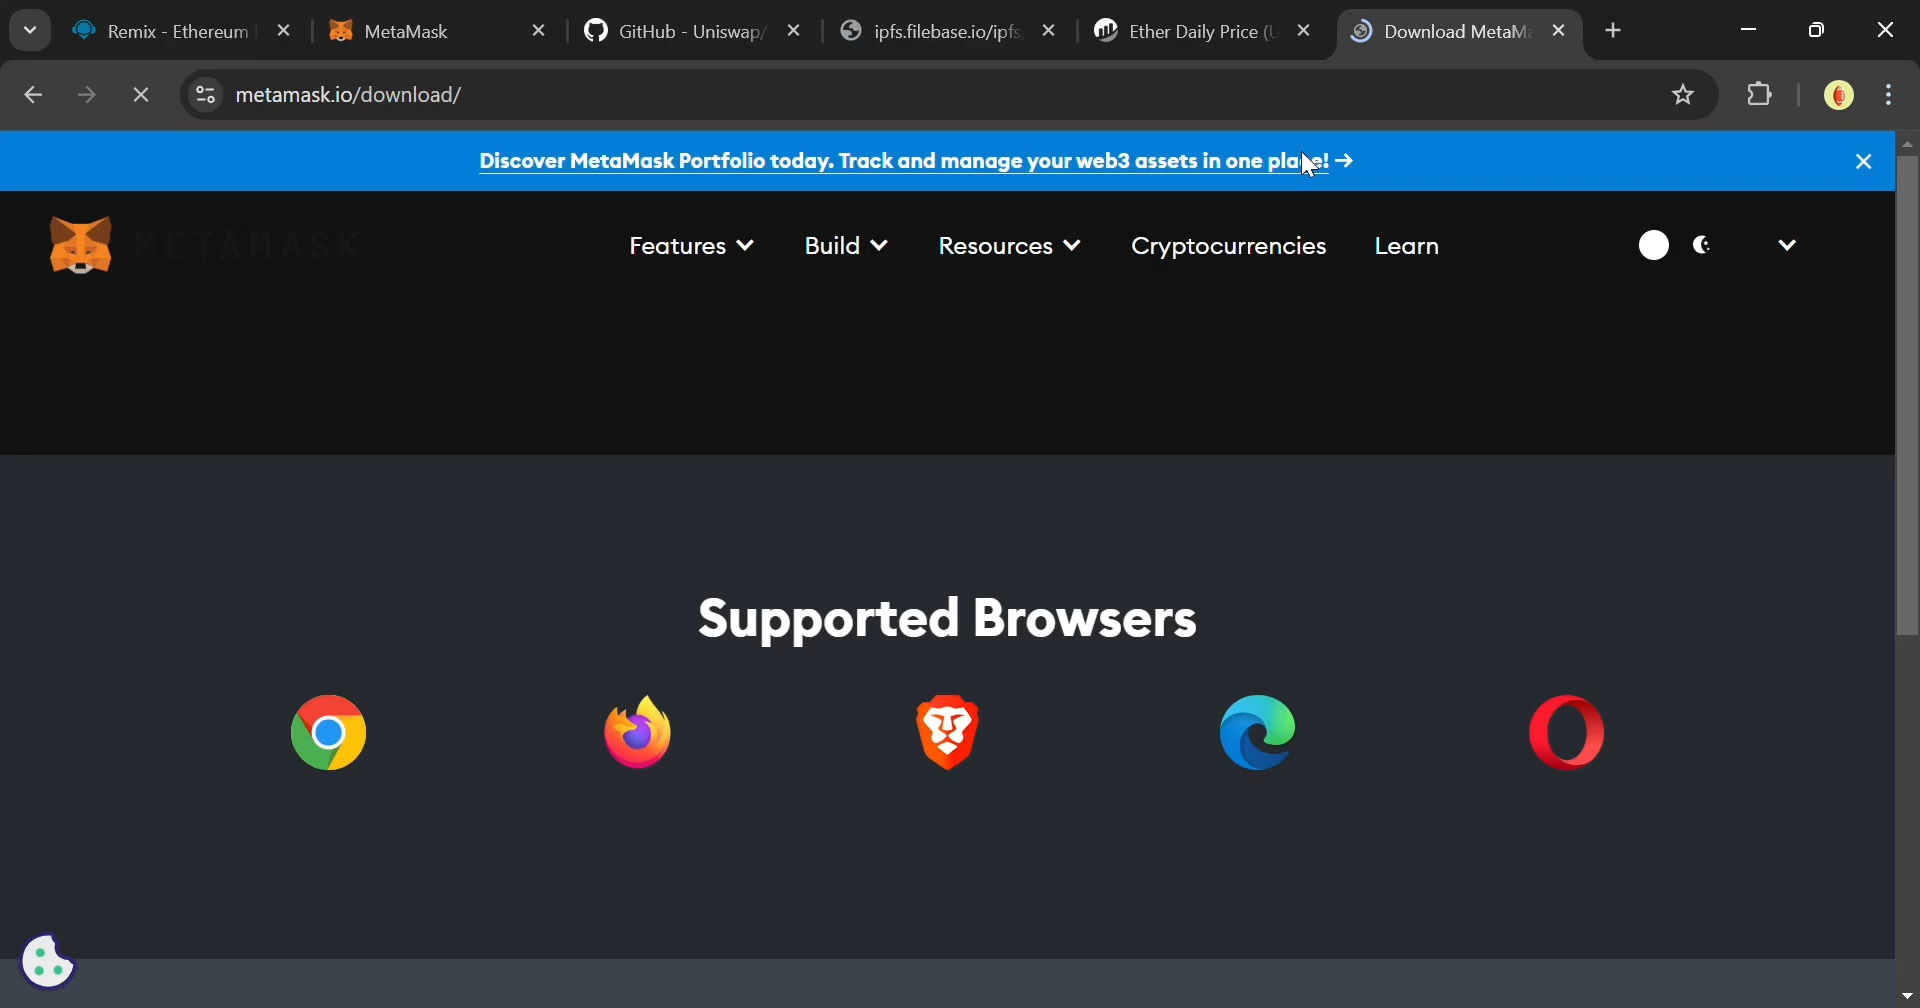 Remix - Ethereum
MetaMask
GitHub - Uniswap/
ipfs.filebase.io/ipfs
Ether Daily Price (U
Download MetaMa
metamask.io/download/
Discover MetaMask Portfolio today. Track and manage your web3 assets in one place! →
METAMASK
Features
Build
Resources
Cryptocurrencies
Learn
Supported Browsers